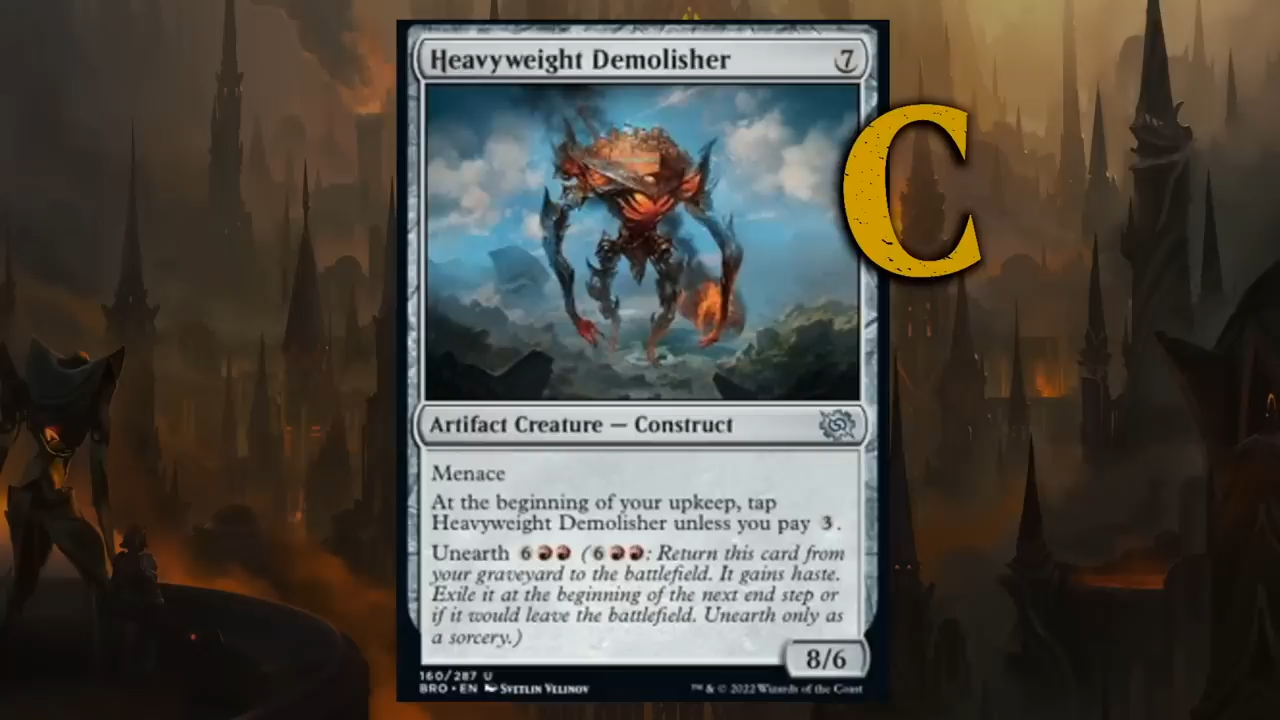 Heavyweight Demolisher 7
C
Artifact Creature — Construct
Menace
At the beginning of your upkeep, tap
Heavyweight Demolisher unless you pay 3.
Unearth 6 (6: Return this card from
your graveyard to the battlefield. It gains haste.
Exile it at the beginning of the next end step or
if it would leave the battlefield. Unearth only as
a sorcery.)
8/6
160/287 U
BRO • EN Svetlin Velinov
™ & © 2022 Wizards of the Coast